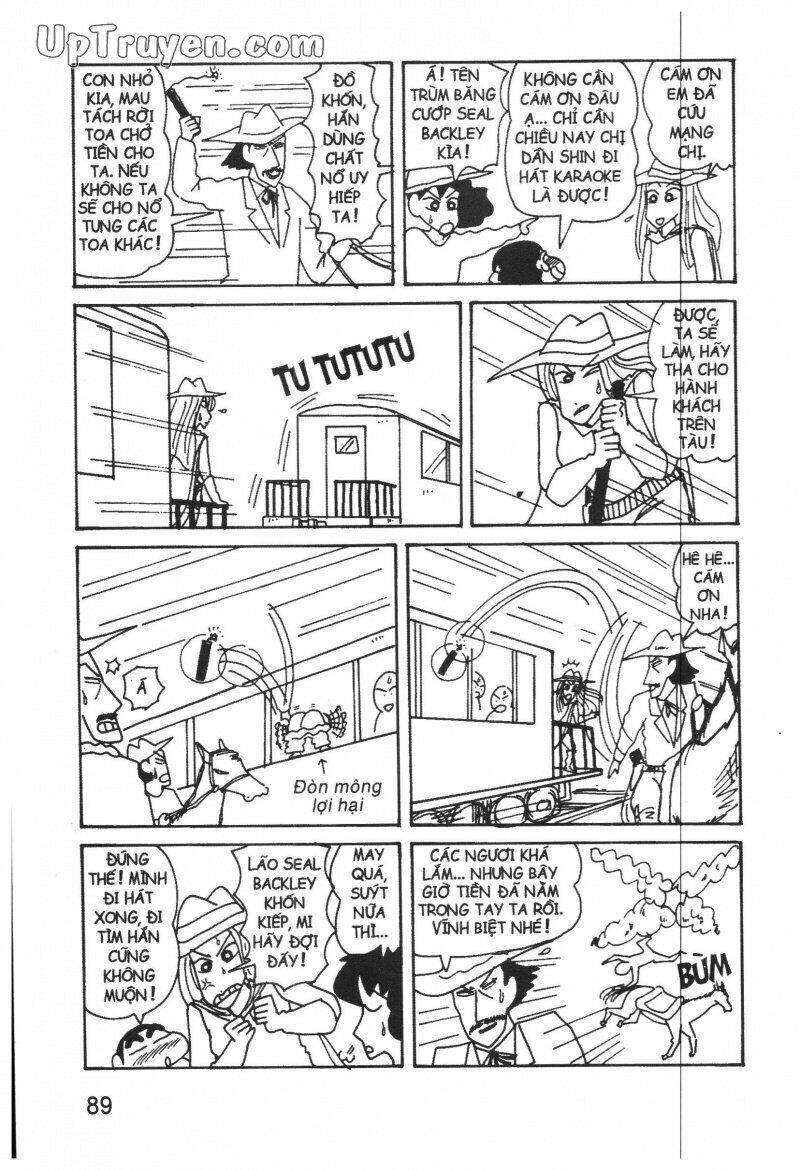 UpTruyen.com
CÁM ƠN
EM ĐÃ
CỨU
MẠNG
CHỊ.
KHÔNG CẦN
CÁM ƠN ĐÂU
Ạ... CHỈ CẦN
CHIỀU NAY CHỊ
DẪN SHIN ĐI
HÁT KARAOKE
LÀ ĐƯỢC!
Á! TÊN
TRÙM BĂNG
CƯỚP SEAL
BACKLEY
KÌA!
ĐỒ
KHỐN,
HẮN
DÙNG
CHẤT
NỔ UY
HIẾP
TA!
CON NHỎ
KIA, MAU
TÁCH RỜI
TOA CHỞ
TIỀN CHO
TA. NẾU
KHÔNG TA
SẼ CHO NỔ
TUNG CÁC
TOA KHÁC!
ĐƯỢC,
TA SẼ
LÀM, HÃY
THA CHO
HÀNH
KHÁCH
TRÊN
TÀU!
TU TUTUTU
HÊ HÊ...
CÁM
ƠN
NHA!
Á
Đòn mông
lợi hại
BÙM
CÁC NGƯƠI KHÁ
LẮM... NHƯNG BÂY
GIỜ TIỀN ĐÃ NẰM
TRONG TAY TA RỒI.
VĨNH BIỆT NHÉ!
MAY
QUÁ,
SUÝT
NỮA
THÌ...
LÃO SEAL
BACKLEY
KHỐN
KIẾP, MI
HÃY ĐỢI
ĐẤY!
ĐÚNG
THẾ! MÌNH
ĐI HÁT
XONG, ĐI
TÌM HẮN
CŨNG
KHÔNG
MUỘN!
89